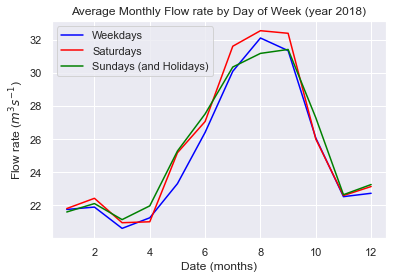 Average Monthly Flow rate by Day of Week (year 2018)
Weekdays
Saturdays
Sundays (and Holidays)
Flow rate (m³s⁻¹)
32
30
28
26
24
22
2 4 6 8 10 12
Date (months)